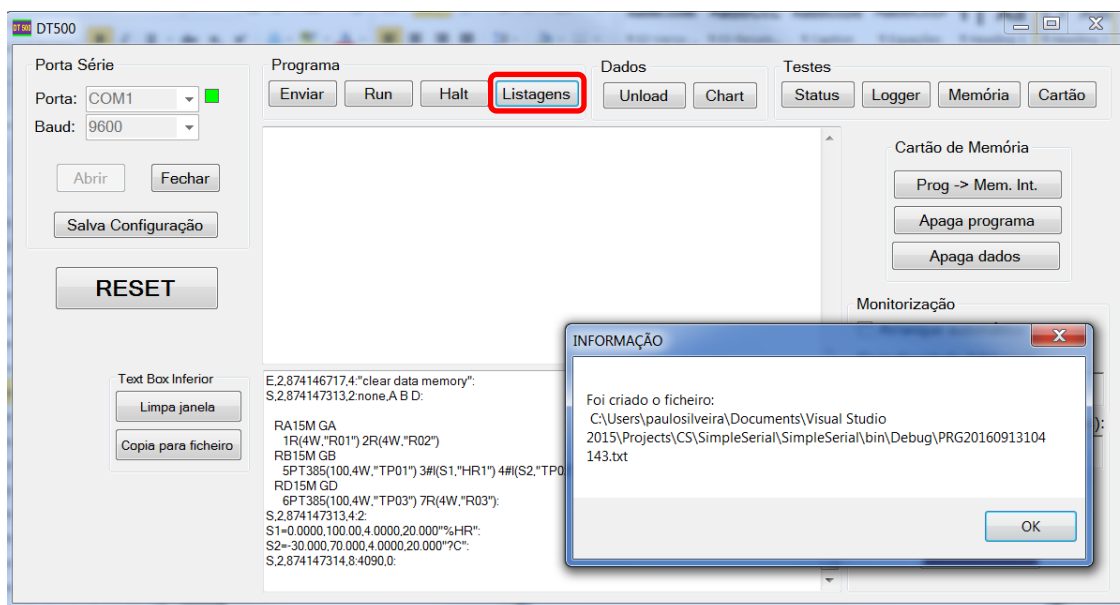 DT 500 DT500
Porta Série
Porta: COM1
Baud: 9600
Abrir Fechar
Salva Configuração
RESET
Programa
Enviar Run Halt Listagens
Dados
Unload Chart
Testes
Status Logger Memória Cartão
Cartão de Memória
Prog -> Mem. Int.
Apaga programa
Apaga dados
Monitorização
Text Box Inferior
Limpa janela
Copia para ficheiro
E,2,874146717,4:"clear data memory":
S,2,874147313,2:none,A B D:
RA15M GA
1R(4W,"R01") 2R(4W,"R02")
RB15M GB
5PT385(100,4W,"TP01") 3#I(S1,"HR1") 4#I(S2,"TP0
RD15M GD
6PT385(100,4W,"TP03") 7R(4W,"R03"):
S,2,874147313,4:2:
S1=0.0000,100.00,4.0000,20.000"%HR":
S2=-30.000,70.000,4.0000,20.000"?C":
S,2,874147314,8:4090,0:
INFORMAÇÃO
Foi criado o ficheiro:
C:\Users\paulosilveira\Documents\Visual Studio
2015\Projects\CS\SimpleSerial\SimpleSerial\bin\Debug\PRG20160913104
143.txt
OK
):